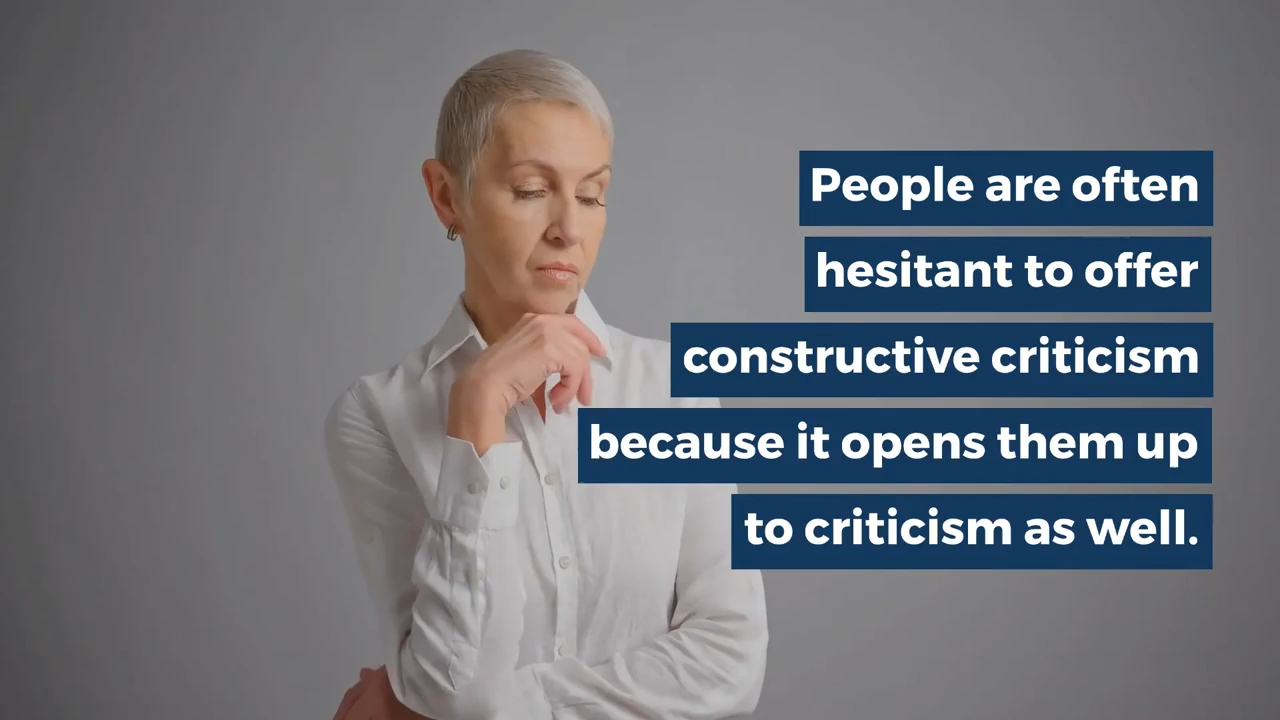 People are often
hesitant to offer
constructive criticism
because it opens them up
to criticism as well.